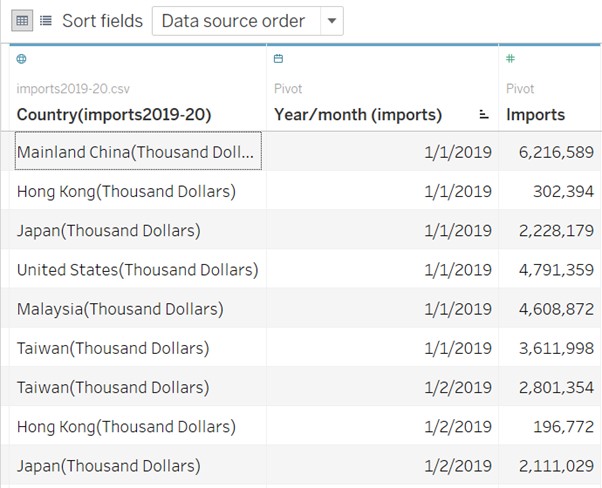 Sort fields Data source order
imports2019-20.csv Pivot Pivot
Country(imports2019-20) Year/month (imports) Imports
Mainland China(Thousand Doll... 1/1/2019 6,216,589
Hong Kong(Thousand Dollars) 1/1/2019 302,394
Japan(Thousand Dollars) 1/1/2019 2,228,179
United States(Thousand Dollars) 1/1/2019 4,791,359
Malaysia(Thousand Dollars) 1/1/2019 4,608,872
Taiwan(Thousand Dollars) 1/1/2019 3,611,998
Taiwan(Thousand Dollars) 1/2/2019 2,801,354
Hong Kong(Thousand Dollars) 1/2/2019 196,772
Japan(Thousand Dollars) 1/2/2019 2,111,029